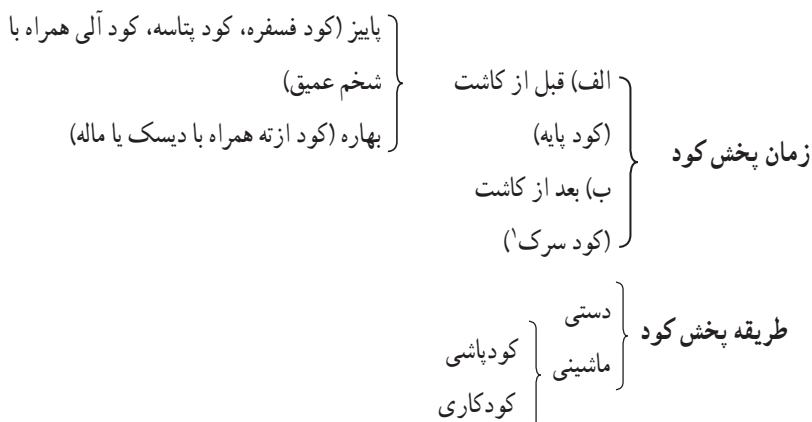 زمان پخش کود
الف) قبل از کاشت
(کود پایه)
پاییز (کود فسفره، کود پتاسه، کود آلی همراه با
شخم عمیق)
بهاره (کود ازته همراه با دیسک یا ماله)
ب) بعد از کاشت
(کود سرک۱)
طریقه پخش کود
دستی
ماشینی
کودپاشی
کودکاری